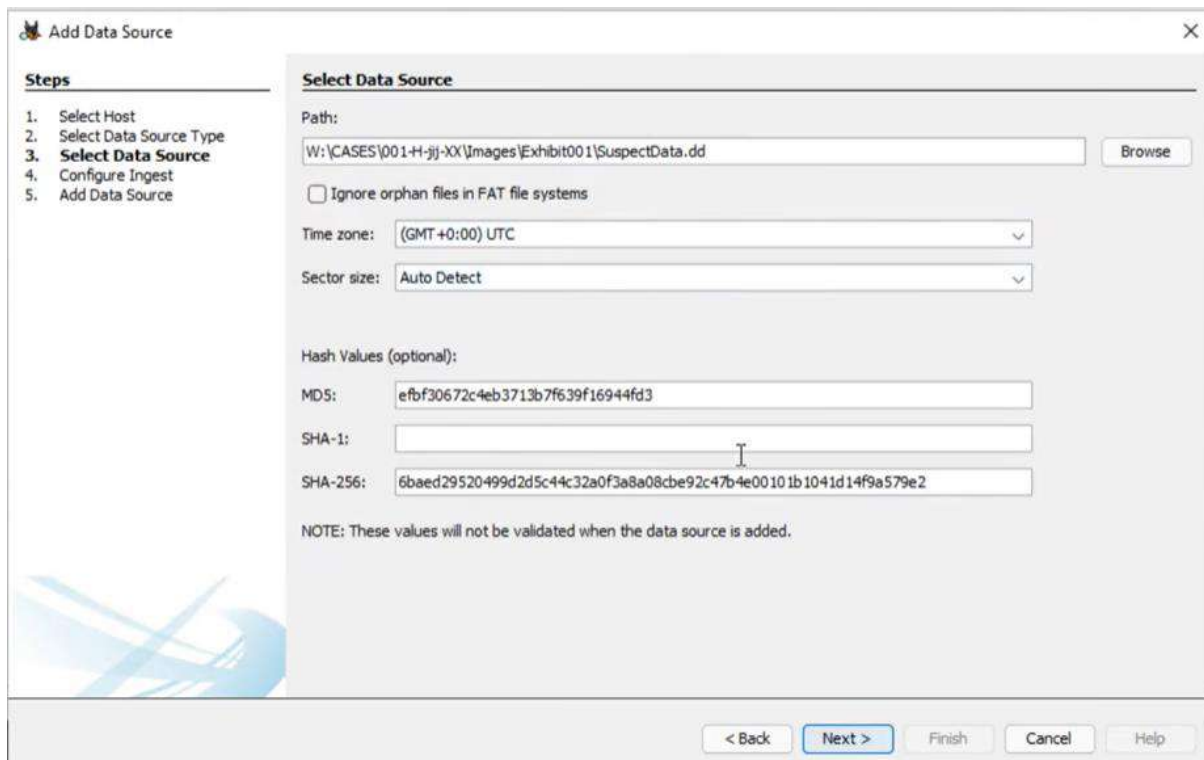 Add Data Source
Steps
1. Select Host
2. Select Data Source Type
3. Select Data Source
4. Configure Ingest
5. Add Data Source
Select Data Source
Path:
W:\CASES\001-H-jij-XX\Images\Exhibit001\SuspectData.dd
Browse
Ignore orphan files in FAT file systems
Time zone: (GMT+0:00) UTC
Sector size: Auto Detect
Hash Values (optional):
MD5: efbf30672c4eb3713b7f639f16944fd3
SHA-1:
SHA-256: 6baed29520499d2d5c44c32a0f3a8a08cbe92c47b4e00101b1041d14f9a579e2
NOTE: These values will not be validated when the data source is added.
< Back Next > Finish Cancel Help